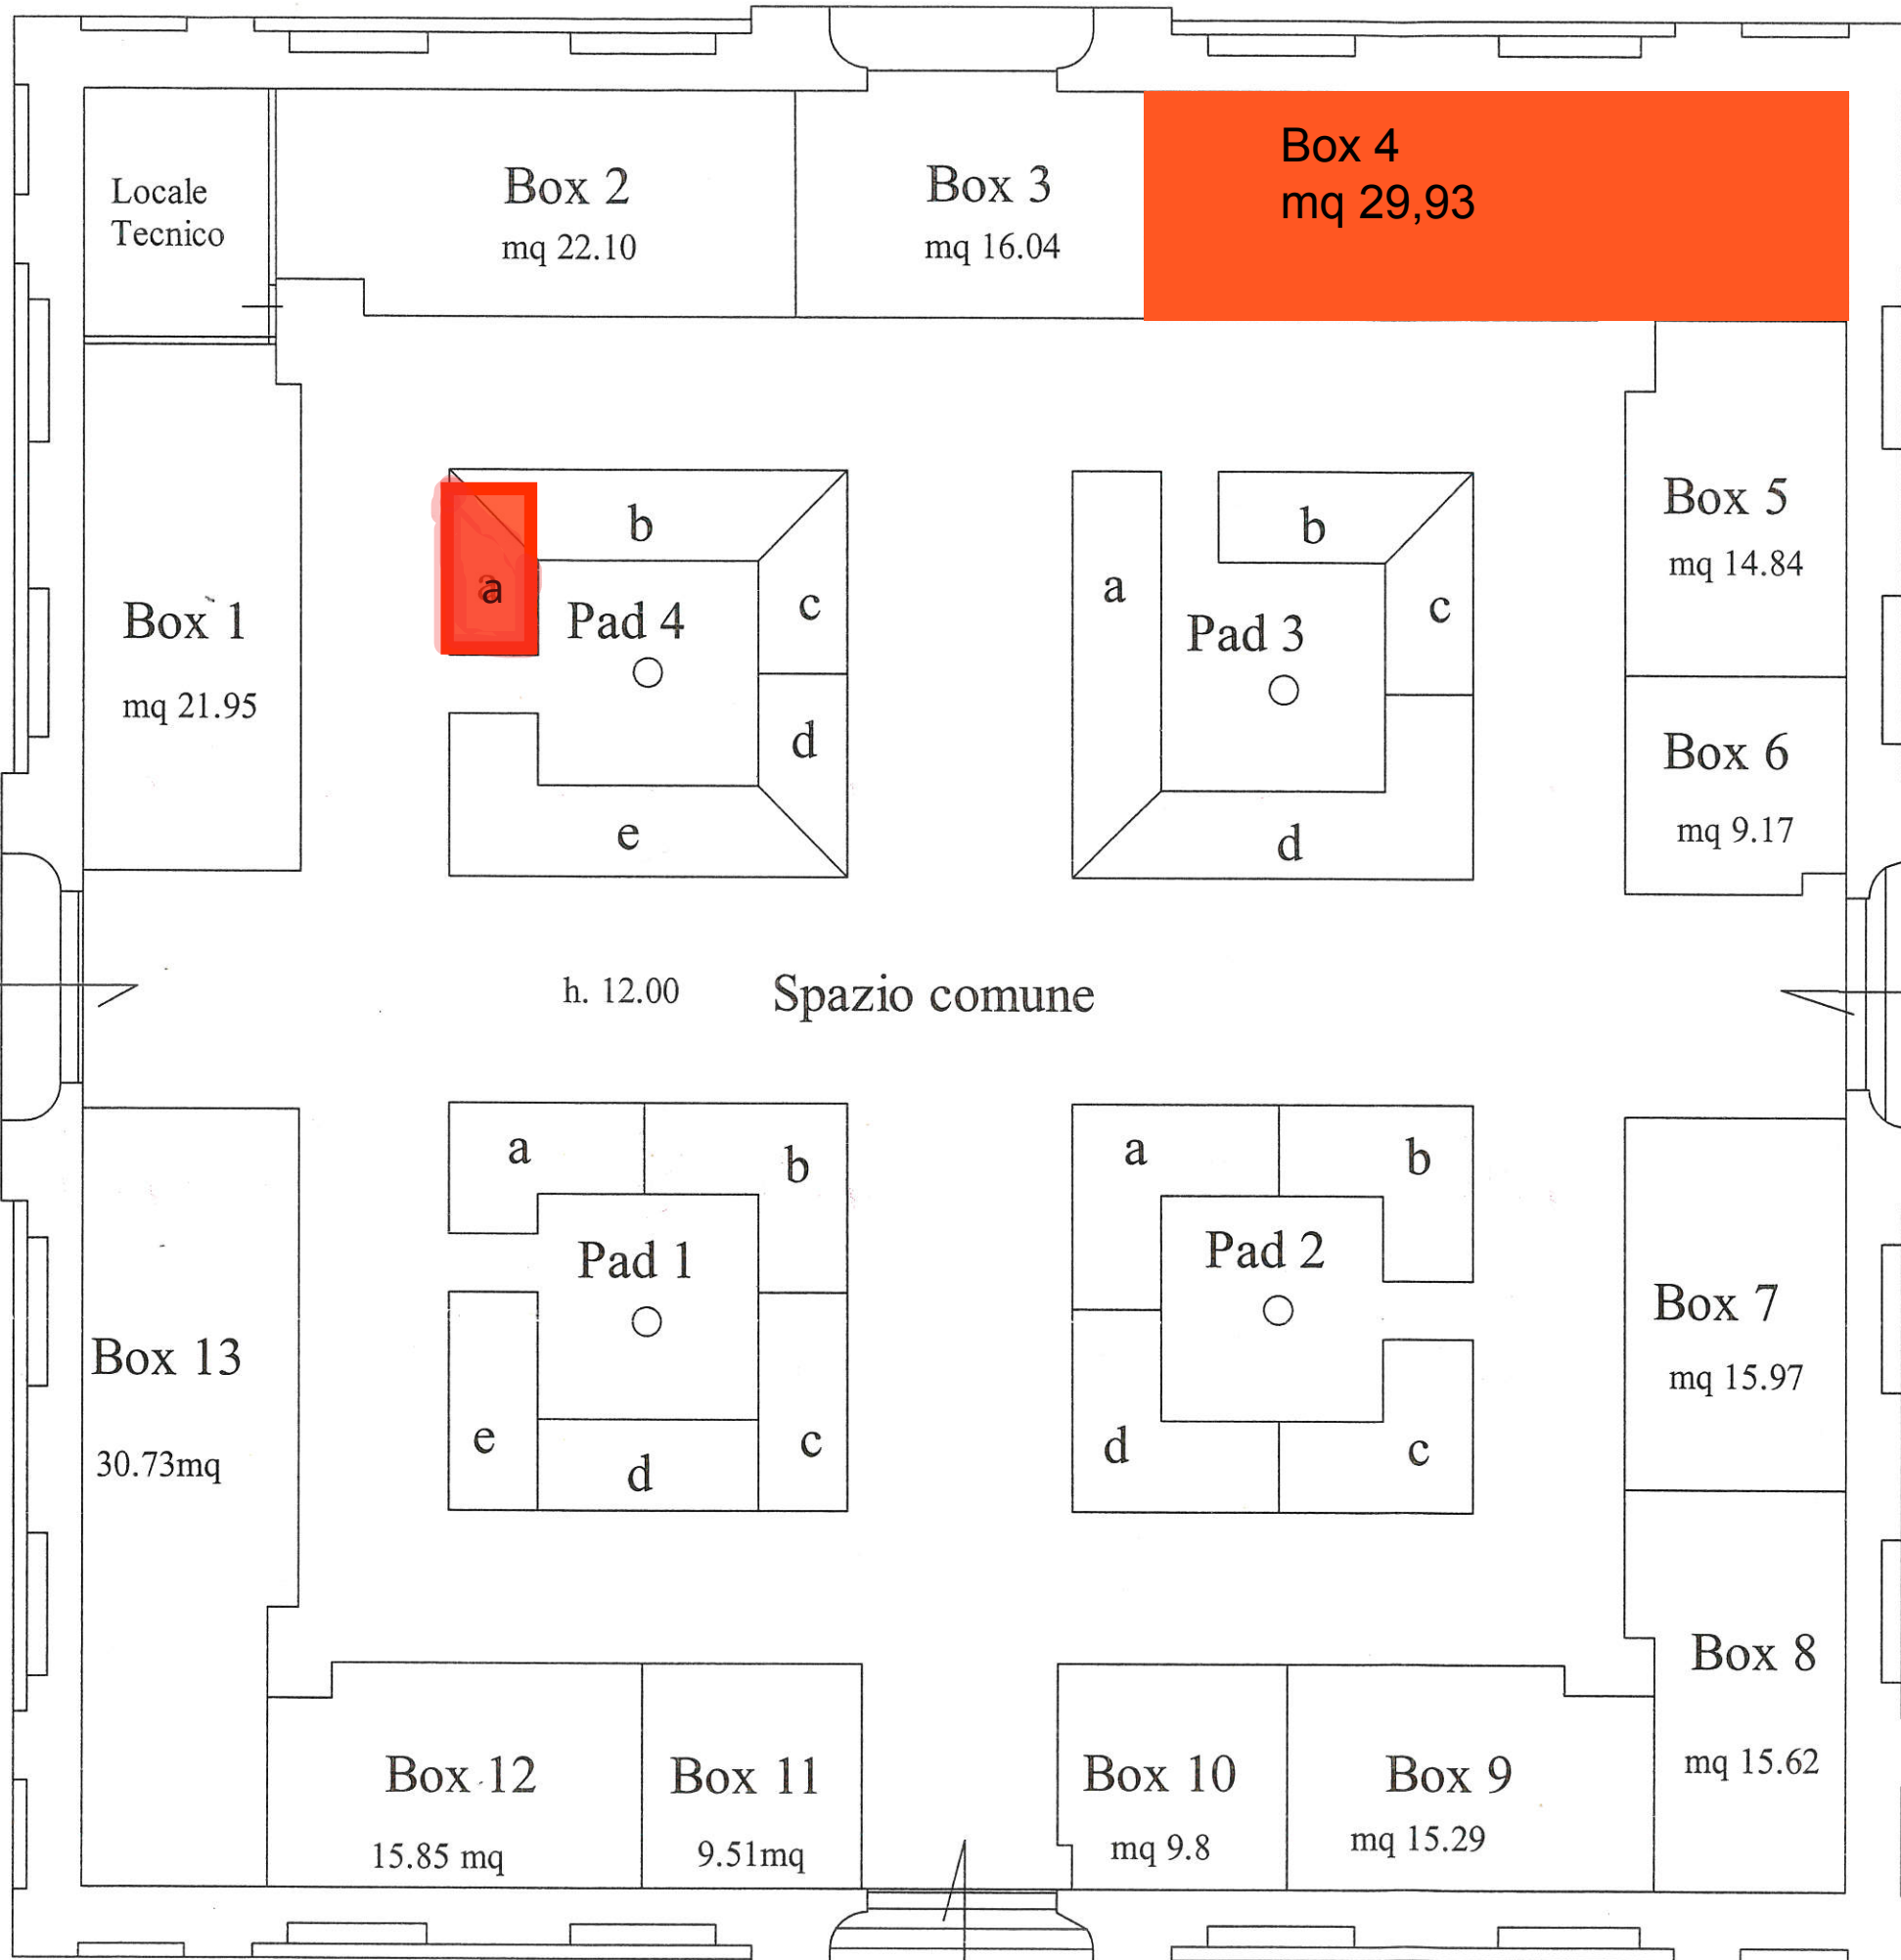 Locale
Tecnico
Box 2
mq 22.10
Box 3
mq 16.04
Box 4
mq 29,93
Box 1
mq 21.95
a
b
Pad 4
c
d
e
a
b
Pad 3
c
d
Box 5
mq 14.84
Box 6
mq 9.17
h. 12.00
Spazio comune
Box 13
30.73mq
a
b
Pad 1
e
d
c
a
b
Pad 2
d
c
Box 7
mq 15.97
Box 8
mq 15.62
Box 12
15.85 mq
Box 11
9.51mq
Box 10
mq 9.8
Box 9
mq 15.29